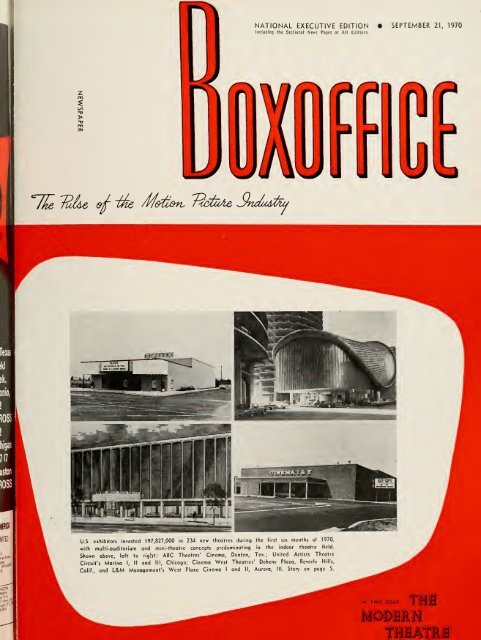 NATIONAL EXECUTIVE EDITION • SEPTEMBER 21, 1970
Including the Sectional News Pages of All Editions
NEWSPAPER
BOXOFFICE
The Pulse of the Motion Picture Industry
CINEMA I & II
U.S. exhibitors invested $97,827,000 in 234 new theatres during the first six months of 1970,
with multi-auditorium and mini-theatre concepts predominating in the indoor theatre field.
Shown above, left to right: ABC Theatres' Cinema, Denton, Tex.; United Artists Theatre
Circuit's Marina I, II and III, Chicago; Cinema West Theatres' Doheny Plaza, Beverly Hills,
Calif., and L&M Management's West Plaza Cinema I and II, Aurora, Ill. Story on page 5.
IN THIS ISSUE: THE
MODERN
THEATRE